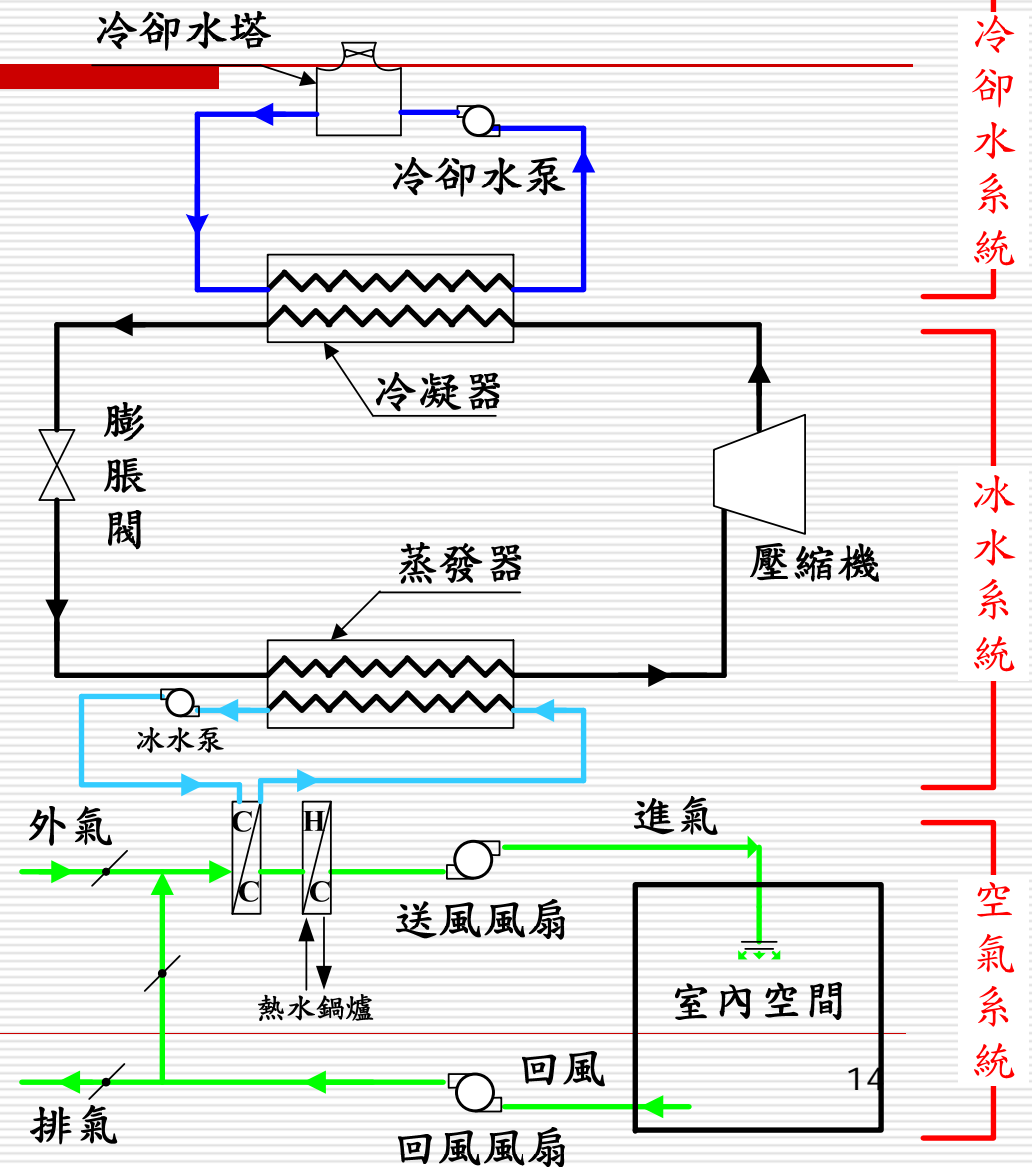 冷卻水塔
冷卻水泵
冷卻水系統
冷凝器
膨脹閥
蒸發器
壓縮機
冰水系統
冰水泵
外氣
C
C
H
C
進氣
送風風扇
熱水鍋爐
室內空間
空氣系統
回風
14
排氣
回風風扇